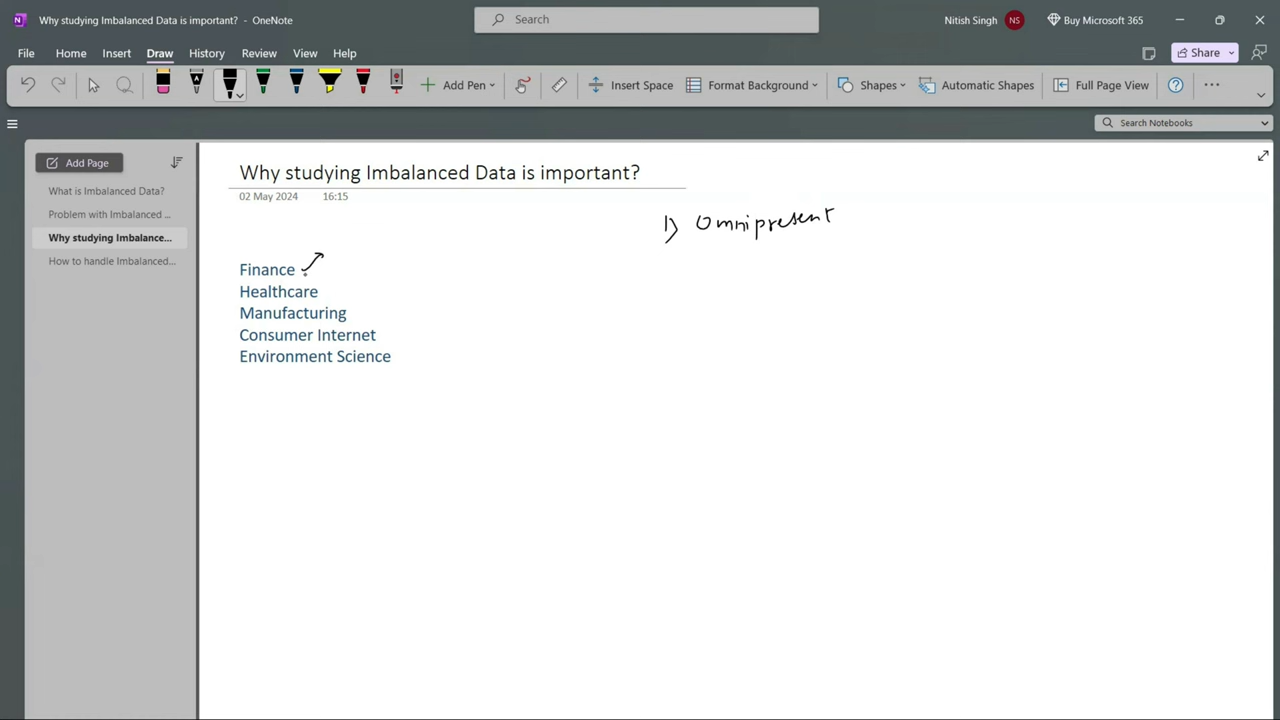 Why studying Imbalanced Data is important? - OneNote
Search
Nitish Singh NS
Buy Microsoft 365
File Home Insert Draw History Review View Help
Share
Add Pen
Insert Space
Format Background
Shapes
Automatic Shapes
Full Page View
Search Notebooks
Add Page
What is Imbalanced Data?
Problem with Imbalanced ...
Why studying Imbalance...
How to handle Imbalanced...
Why studying Imbalanced Data is important?
02 May 2024 16:15
1) Omnipresent
Finance
Healthcare
Manufacturing
Consumer Internet
Environment Science